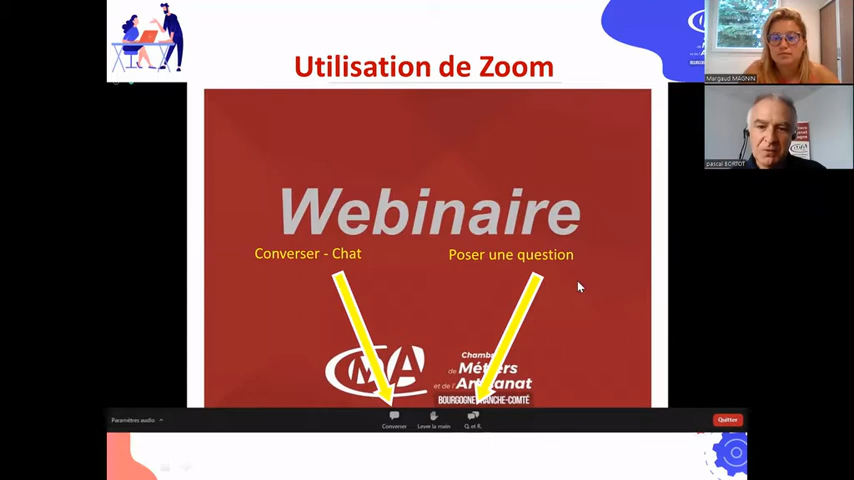 Utilisation de Zoom
Webinaire
Converser - Chat
Poser une question
CMA
Chambre
de Métiers
et de l'Artisanat
BOURGOGNE FRANCHE-COMTÉ
Paramètres audio
Converser
Lever la main
Q. et R.
Quitter
Margaud MAGNIN
pascal BORTOT